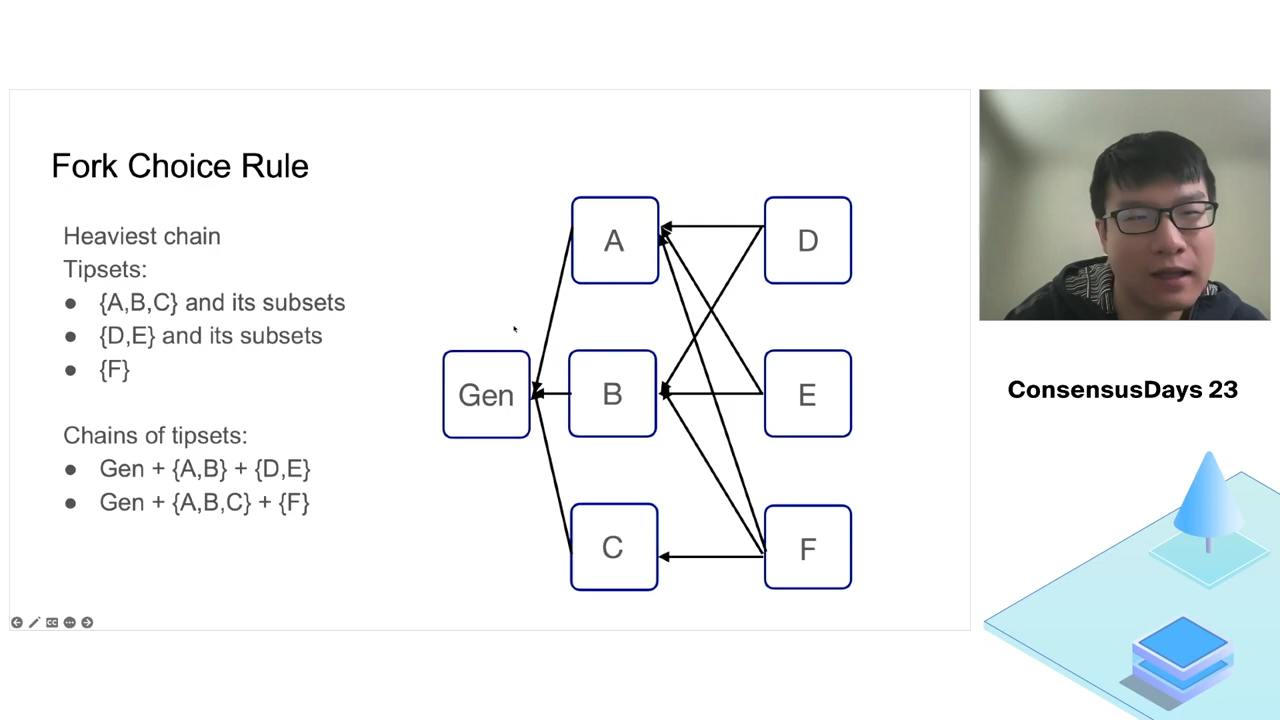 Fork Choice Rule
Heaviest chain
Tipsets:
● {A,B,C} and its subsets
● {D,E} and its subsets
● {F}
Chains of tipsets:
● Gen + {A,B} + {D,E}
● Gen + {A,B,C} + {F}
A
D
Gen
B
E
C
F
ConsensusDays 23